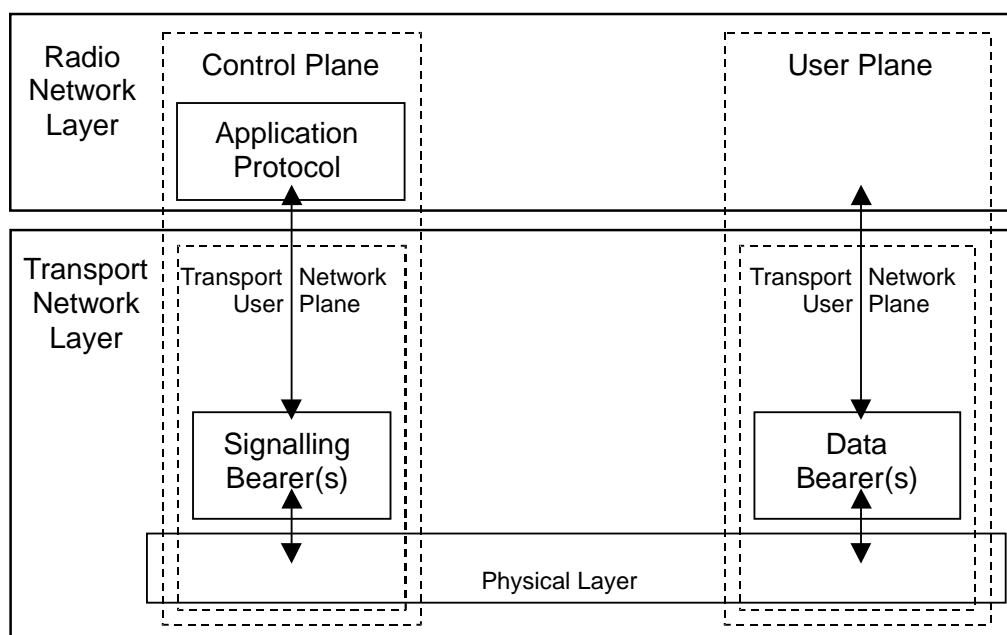 Radio
Network
Layer
Control Plane
User Plane
Application
Protocol
Transport
Network
Layer
Transport Network
User Plane
Transport Network
User Plane
Signalling
Bearer(s)
Data
Bearer(s)
Physical Layer